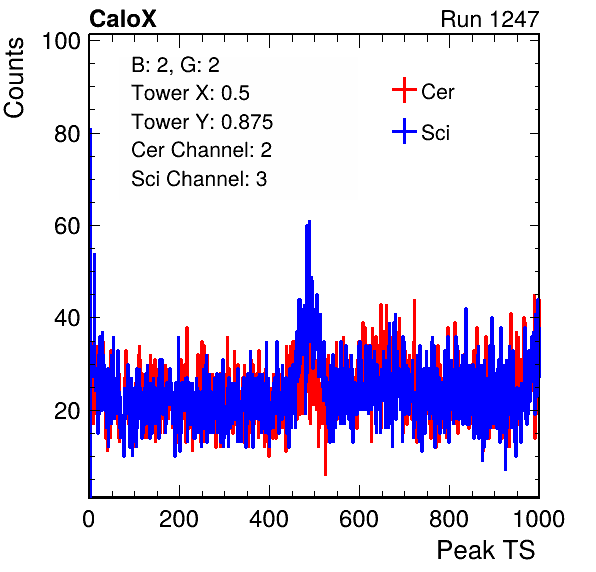 CaloX Run 1247
Counts
B: 2, G: 2
Tower X: 0.5
Tower Y: 0.875
Cer Channel: 2
Sci Channel: 3
Cer
Sci
100
80
60
40
20
0 200 400 600 800 1000
Peak TS